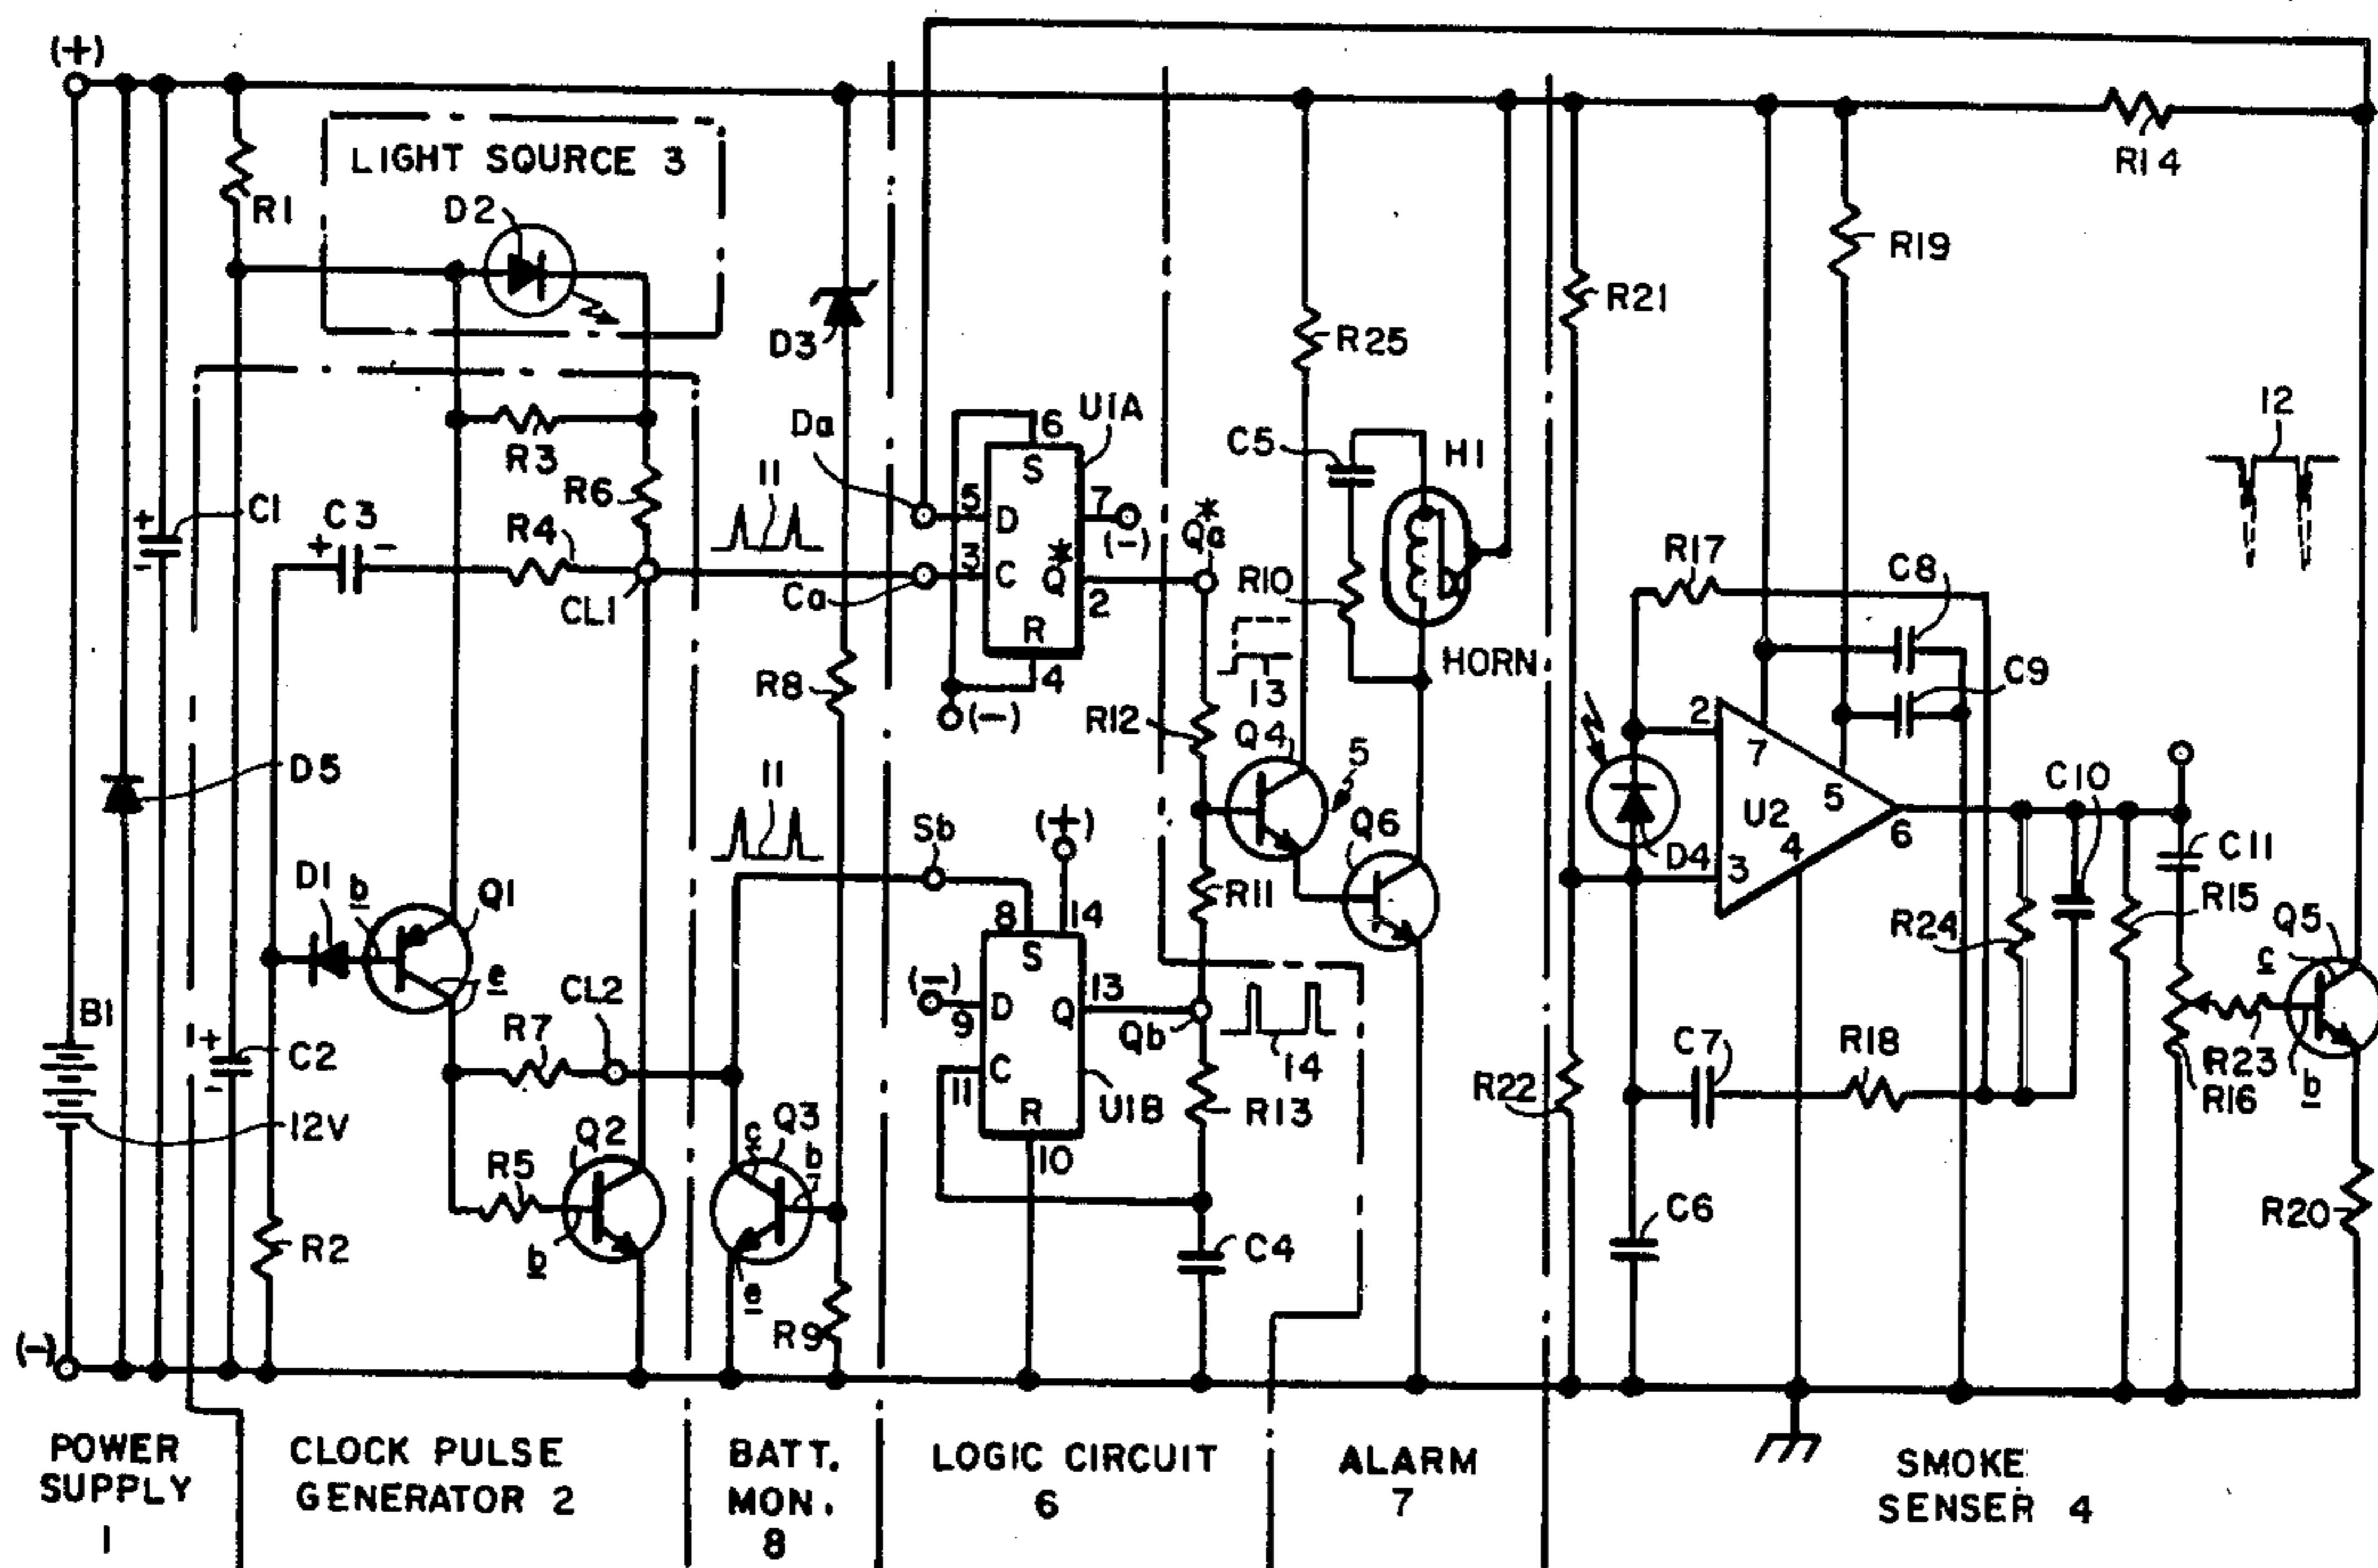 (+)
LIGHT SOURCE 3
R1
D2
R14
R19
R21
D3
R25
12
Da
6
U1A
S
C5
H1
11
5
7
D
(-)
Qa*
R3
R6
C1
+
-
C3
+
-
R4
3
C
Q*
2
CL1
Ca
R10
R17
C8
R
4
HORN
13
C9
R8
(-)
R12
Q4
5
2
7
D5
11
C10
5
U2
6
Sb
(+)
Q6
D4
4
3
C11
R15
D1
b
Q1
8
14
S
R11
R24
Q5
c
e
CL2
(-)
D
9
13
Q
Qb
B1
+
-
C2
R7
C
11
14
C7
R18
R23
R16
b
R22
12V
Q2
c
Q3
b
U1B
R13
R
10
R5
C6
R20
R2
b
e
C4
R9
(-)
POWER
SUPPLY
1
CLOCK PULSE
GENERATOR 2
BATT.
MON.
8
LOGIC CIRCUIT
6
ALARM
7
SMOKE
SENSER 4